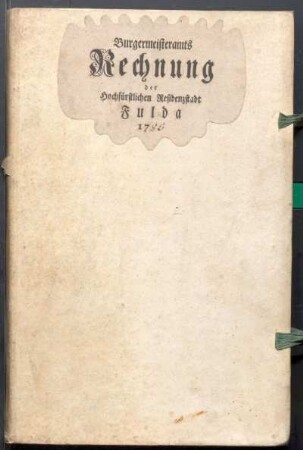 Burgermeisteramts
Rechnung
der
Hochfürstlichen Residenzstadt
Fulda